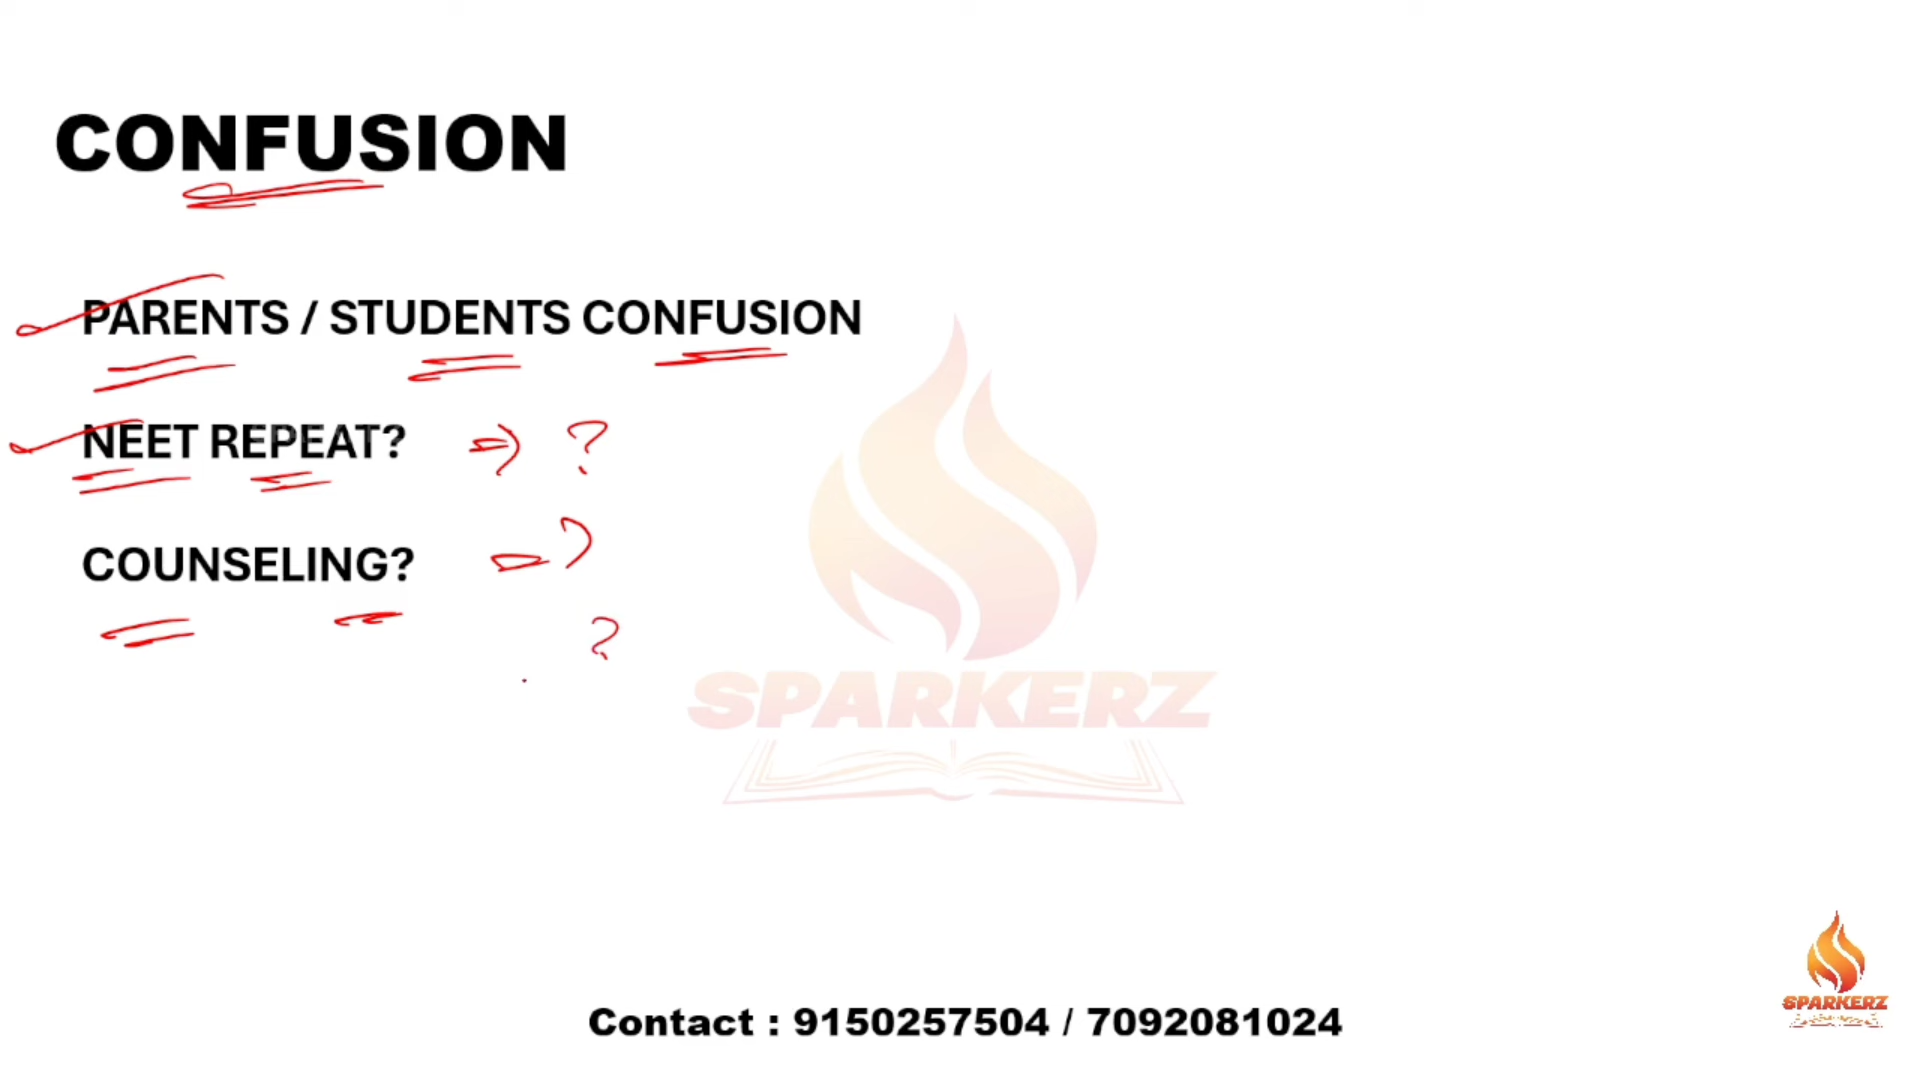 CONFUSION
PARENTS / STUDENTS CONFUSION
NEET REPEAT? ?
COUNSELING?
?
SPARKERZ
Contact : 9150257504 / 7092081024
SPARKERZ